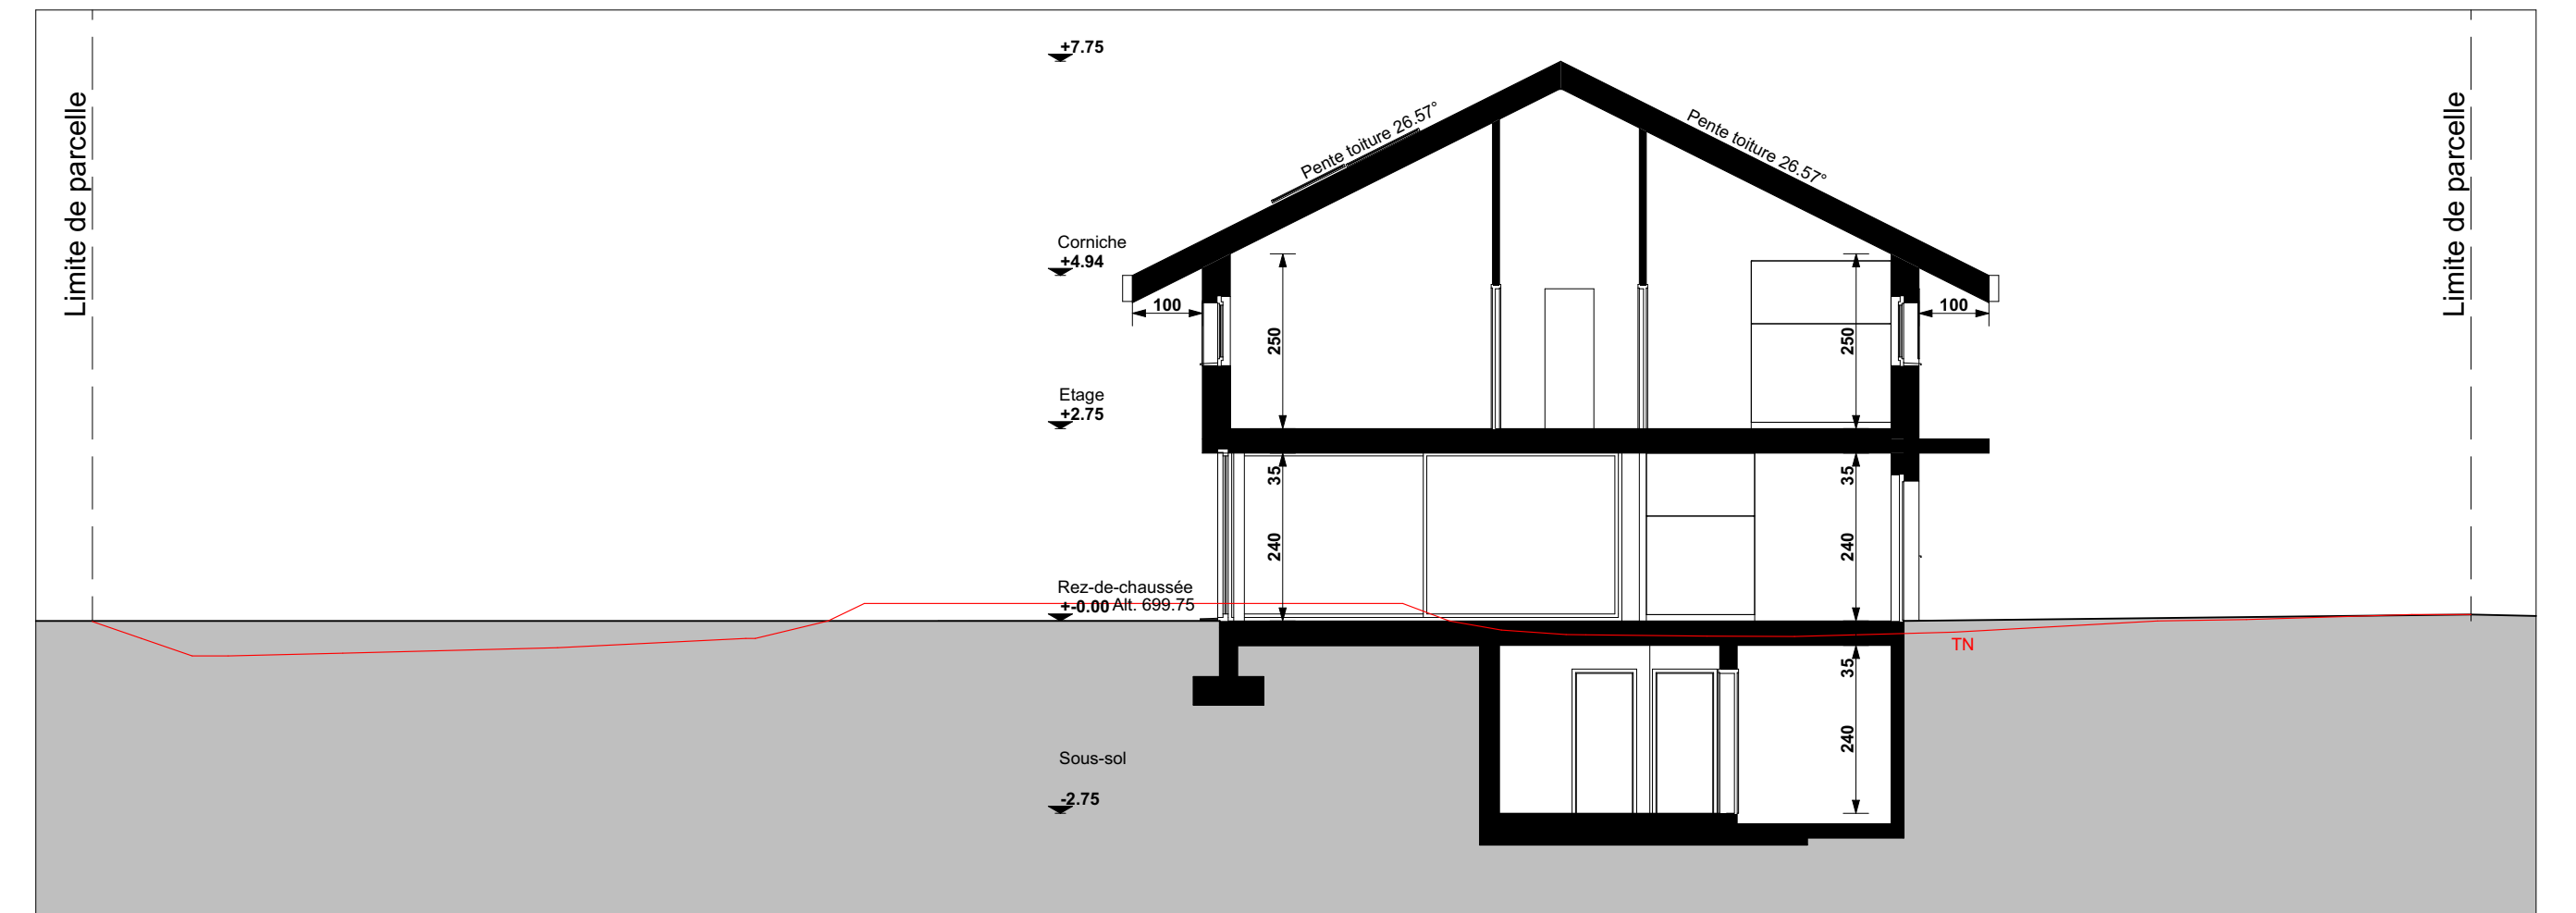 +7.75
Limite de parcelle
Limite de parcelle
Pente toiture 26.57°
Pente toiture 26.57°
Corniche
+4.94
100
100
250
250
Etage
+2.75
35
35
240
240
Rez-de-chaussée
+-0.00 Alt. 699.75
TN
35
240
Sous-sol
-2.75